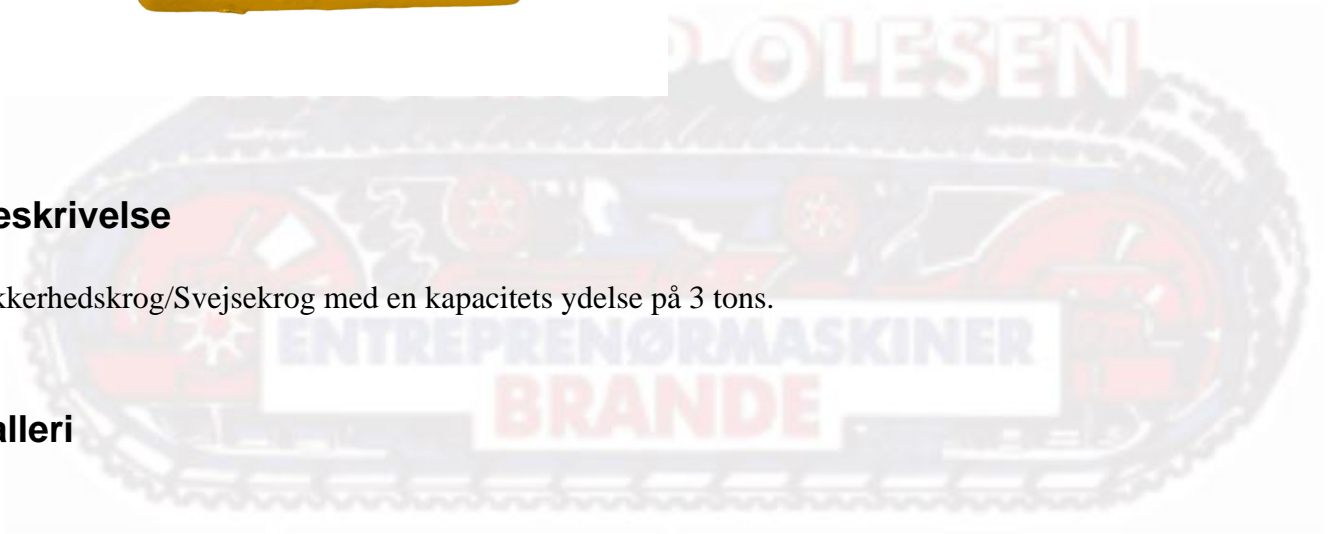 P OLESEN
eskrivelse
kkerhedskrog/Svejsekrog med en kapacitets ydelse på 3 tons.
ENTREPRENØRMASKINER
BRANDE
alleri